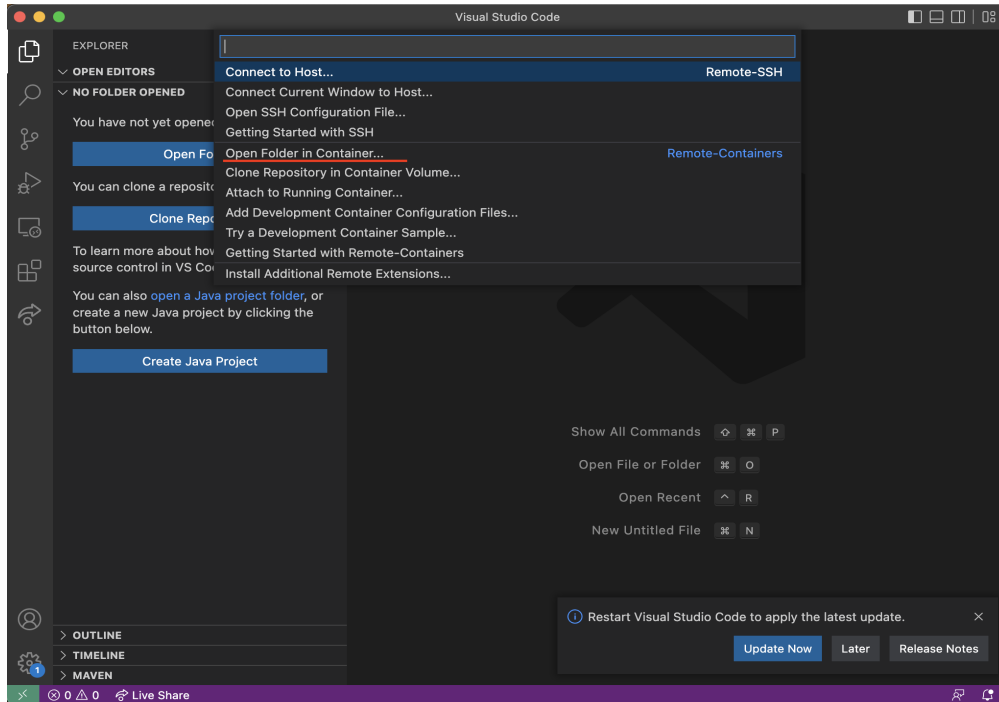 Visual Studio Code
EXPLORER
OPEN EDITORS
NO FOLDER OPENED
You have not yet opene
Open Fo
You can clone a reposito
Clone Repo
To learn more about how
source control in VS Co
You can also open a Java project folder, or
create a new Java project by clicking the
button below.
Create Java Project
Connect to Host... Remote-SSH
Connect Current Window to Host...
Open SSH Configuration File...
Getting Started with SSH
Open Folder in Container... Remote-Containers
Clone Repository in Container Volume...
Attach to Running Container...
Add Development Container Configuration Files...
Try a Development Container Sample...
Getting Started with Remote-Containers
Install Additional Remote Extensions...
Show All Commands ⇧ ⌘ P
Open File or Folder ⌘ O
Open Recent ^ R
New Untitled File ⌘ N
OUTLINE
TIMELINE
MAVEN
1
Restart Visual Studio Code to apply the latest update.
Update Now Later Release Notes
0 0 Live Share